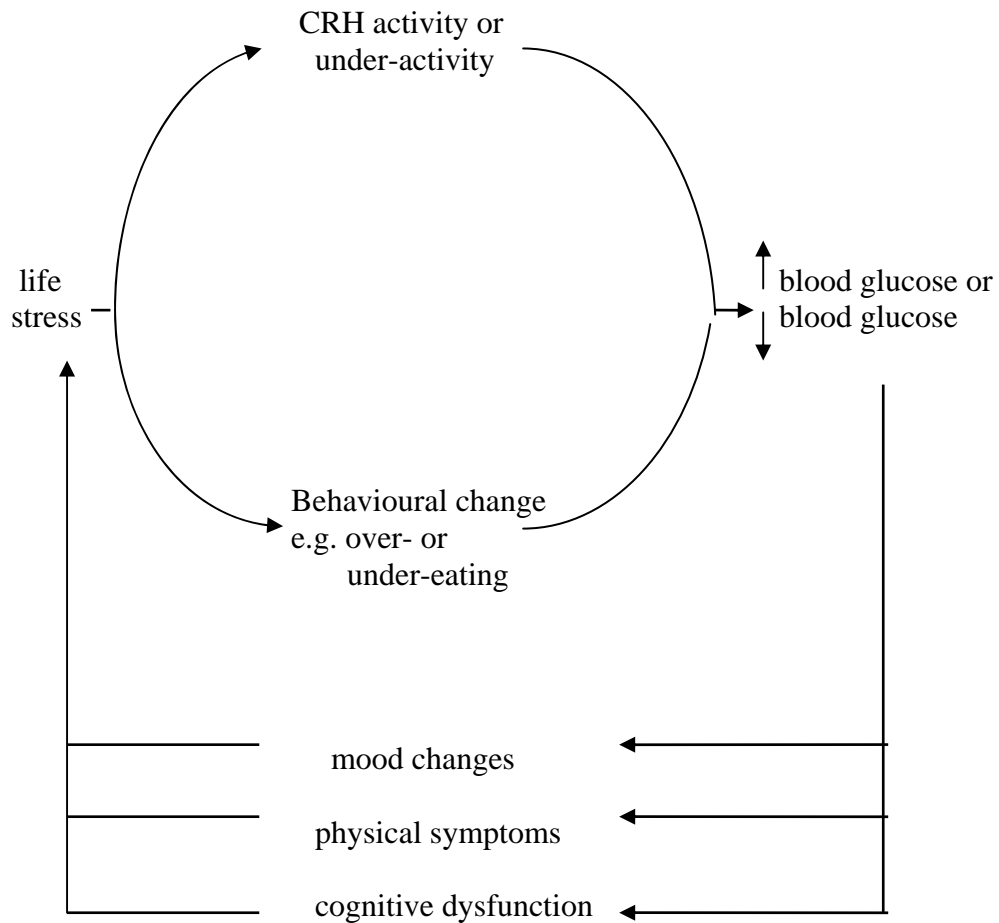 CRH activity or
under-activity
life
stress
blood glucose or
blood glucose
Behavioural change
e.g. over- or
under-eating
mood changes
physical symptoms
cognitive dysfunction